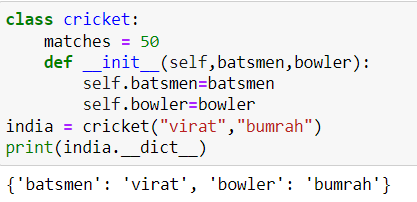 class cricket:
    matches = 50
    def __init__(self,batsmen,bowler):
        self.batsmen=batsmen
        self.bowler=bowler
india = cricket("virat","bumrah")
print(india.__dict__)
{'batsmen': 'virat', 'bowler': 'bumrah'}